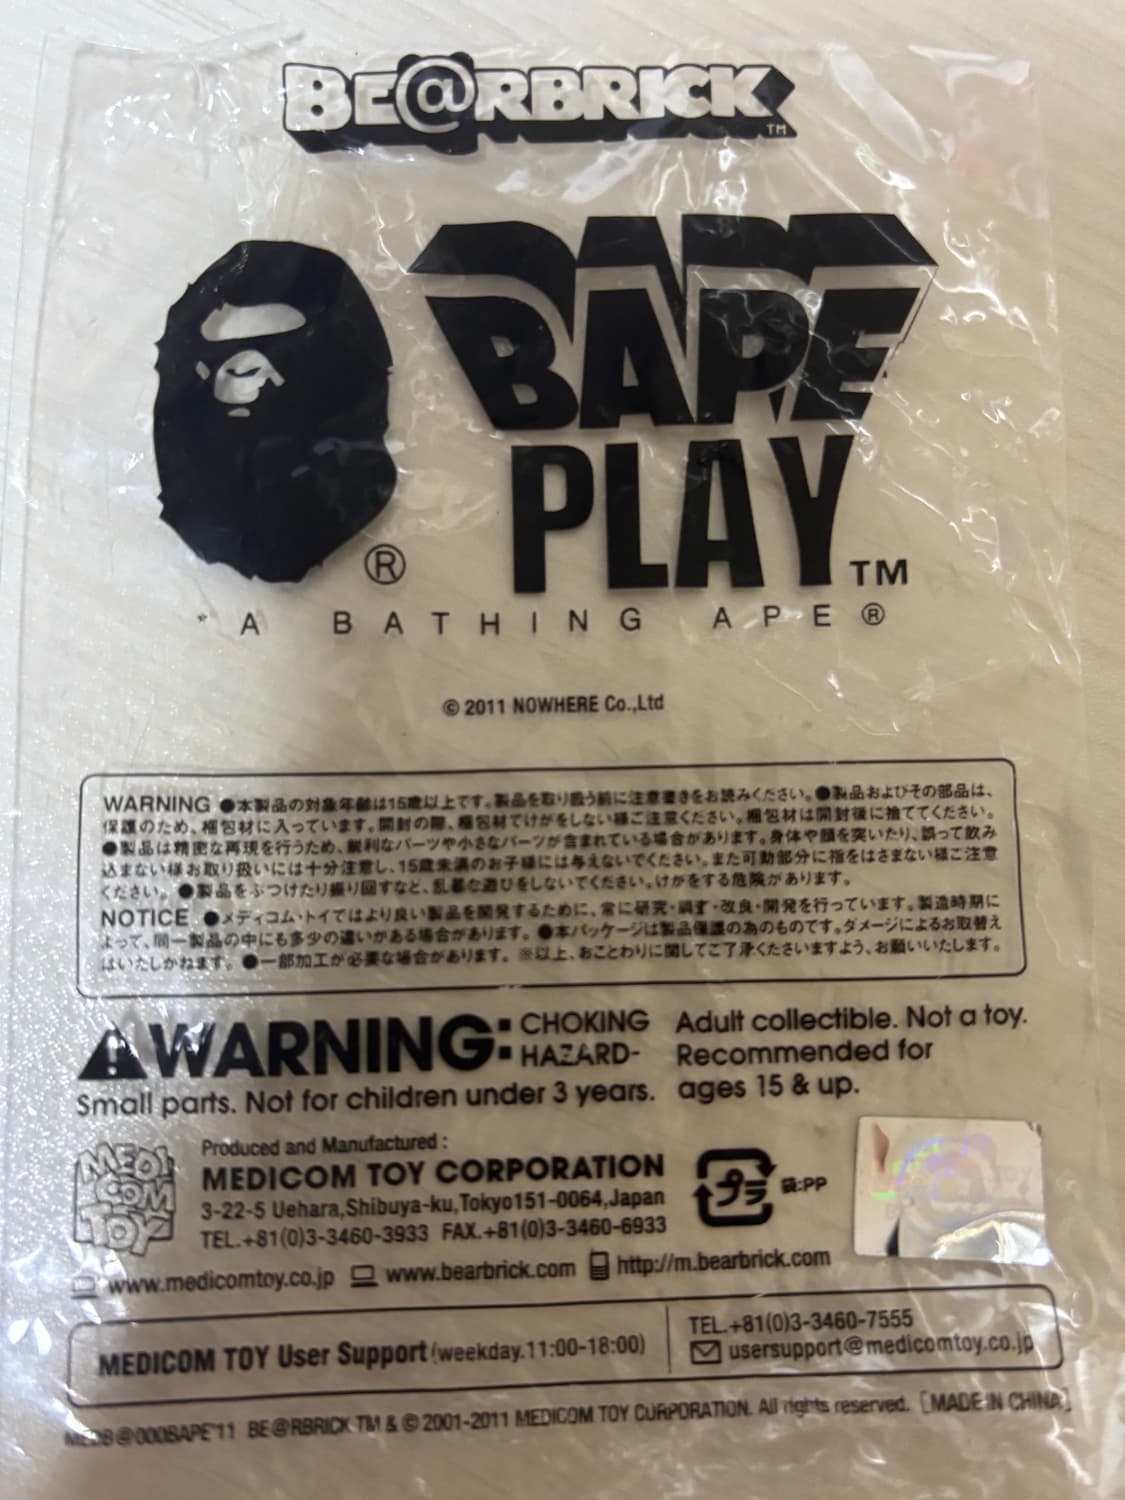 BE@RBRICK TM
BAPE
PLAY TM
®
A BATHING APE®
© 2011 NOWHERE Co.,Ltd
WARNING ●本製品の対象年齢は15歳以上です。製品を取り扱う前に注意書きをお読みください。●製品およびその部品は、
保護のため、梱包材に入っています。開封の際、梱包材でけがをしない様ご注意ください。梱包材は開封後に捨ててください。
●製品は精密な再現を行うため、鋭利なパーツや小さなパーツが含まれている場合があります。身体や顔を突いたり、誤って飲み
込まない様お取り扱いには十分注意し、15歳未満のお子様には与えないでください。また可動部分に指をはさまない様ご注意
ください。●製品をぶつけたり振り回すなど、乱暴な遊びをしないでください。けがをする危険があります。
NOTICE ●メディコム・トイではより良い製品を開発するために、常に研究・調査・改良・開発を行っています。製造時期に
よって、同一製品の中にも多少の違いがある場合があります。●本パッケージは製品保護の為のものです。ダメージによるお取替え
はいたしかねます。●一部加工が必要な場合があります。※以上、おことわりに関してご了承くださいますよう、お願いいたします。
WARNING: CHOKING HAZARD-
Small parts. Not for children under 3 years.
Adult collectible. Not a toy.
Recommended for
ages 15 & up.
MEDI COM TOY
Produced and Manufactured :
MEDICOM TOY CORPORATION
3-22-5 Uehara,Shibuya-ku,Tokyo151-0064,Japan
TEL.+81(0)3-3460-3933 FAX.+81(0)3-3460-6933
プラ 袋:PP
www.medicomtoy.co.jp www.bearbrick.com http://m.bearbrick.com
MEDICOM TOY User Support (weekday.11:00-18:00)
TEL.+81(0)3-3460-7555
usersupport@medicomtoy.co.jp
MEDB@000BAPE'11 BE@RBRICK TM & © 2001-2011 MEDICOM TOY CORPORATION. All rights reserved. [MADE IN CHINA]